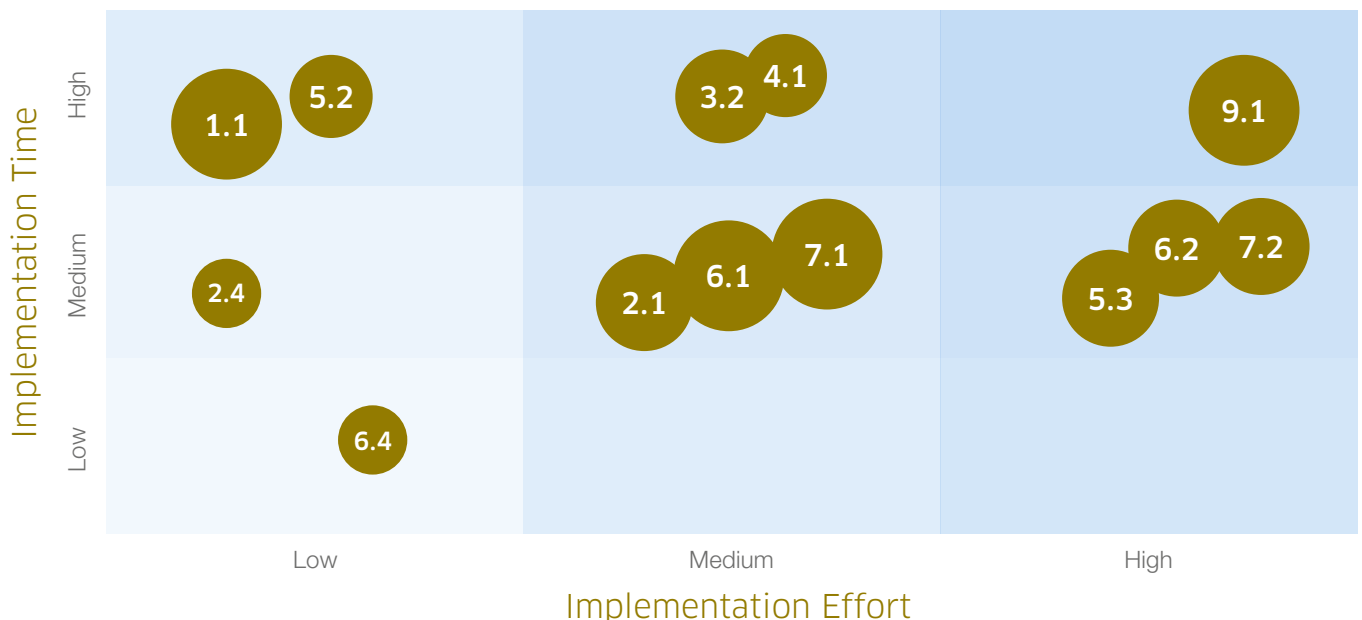 Implementation Time
High
Medium
Low
1.1
5.2
3.2
4.1
9.1
2.4
2.1
6.1
7.1
5.3
6.2
7.2
6.4
Low
Medium
High
Implementation Effort